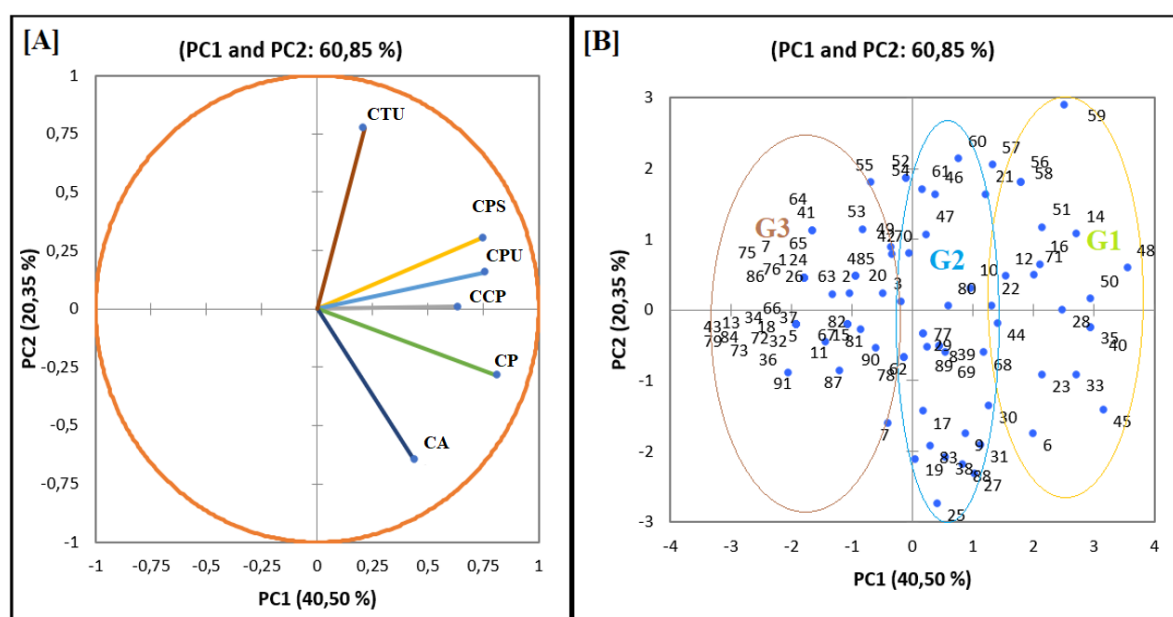 [A]
(PC1 and PC2: 60,85 %)
1
0,75
0,5
0,25
0
-0,25
-0,5
-0,75
-1
PC2 (20,35 %)
CTU
CPS
CPU
CCP
CP
CA
-1 -0,75 -0,5 -0,25 0 0,25 0,5 0,75 1
PC1 (40,50 %)
[B]
(PC1 and PC2: 60,85 %)
3
2
1
0
-1
-2
-3
PC2 (20,35 %)
59
60 57
55 52 54 61 46 21 56 58
64 41 53 47 51 14
G3 49 42 70 G2 16 G1 48
75 7 65 124 485 10 12 71
86 76 26 63 2 20 3 80 22 50
66
43 13 34 18 37 82 77 44 28 35
79 84 72 32 5 67 15 81 29 39 40
73 36 11 90 62 89 8 69 68
91 87 78 23 33
7 17 30 45
19 83 9 31 6
38 88 27
25
-4 -3 -2 -1 0 1 2 3 4
PC1 (40,50 %)